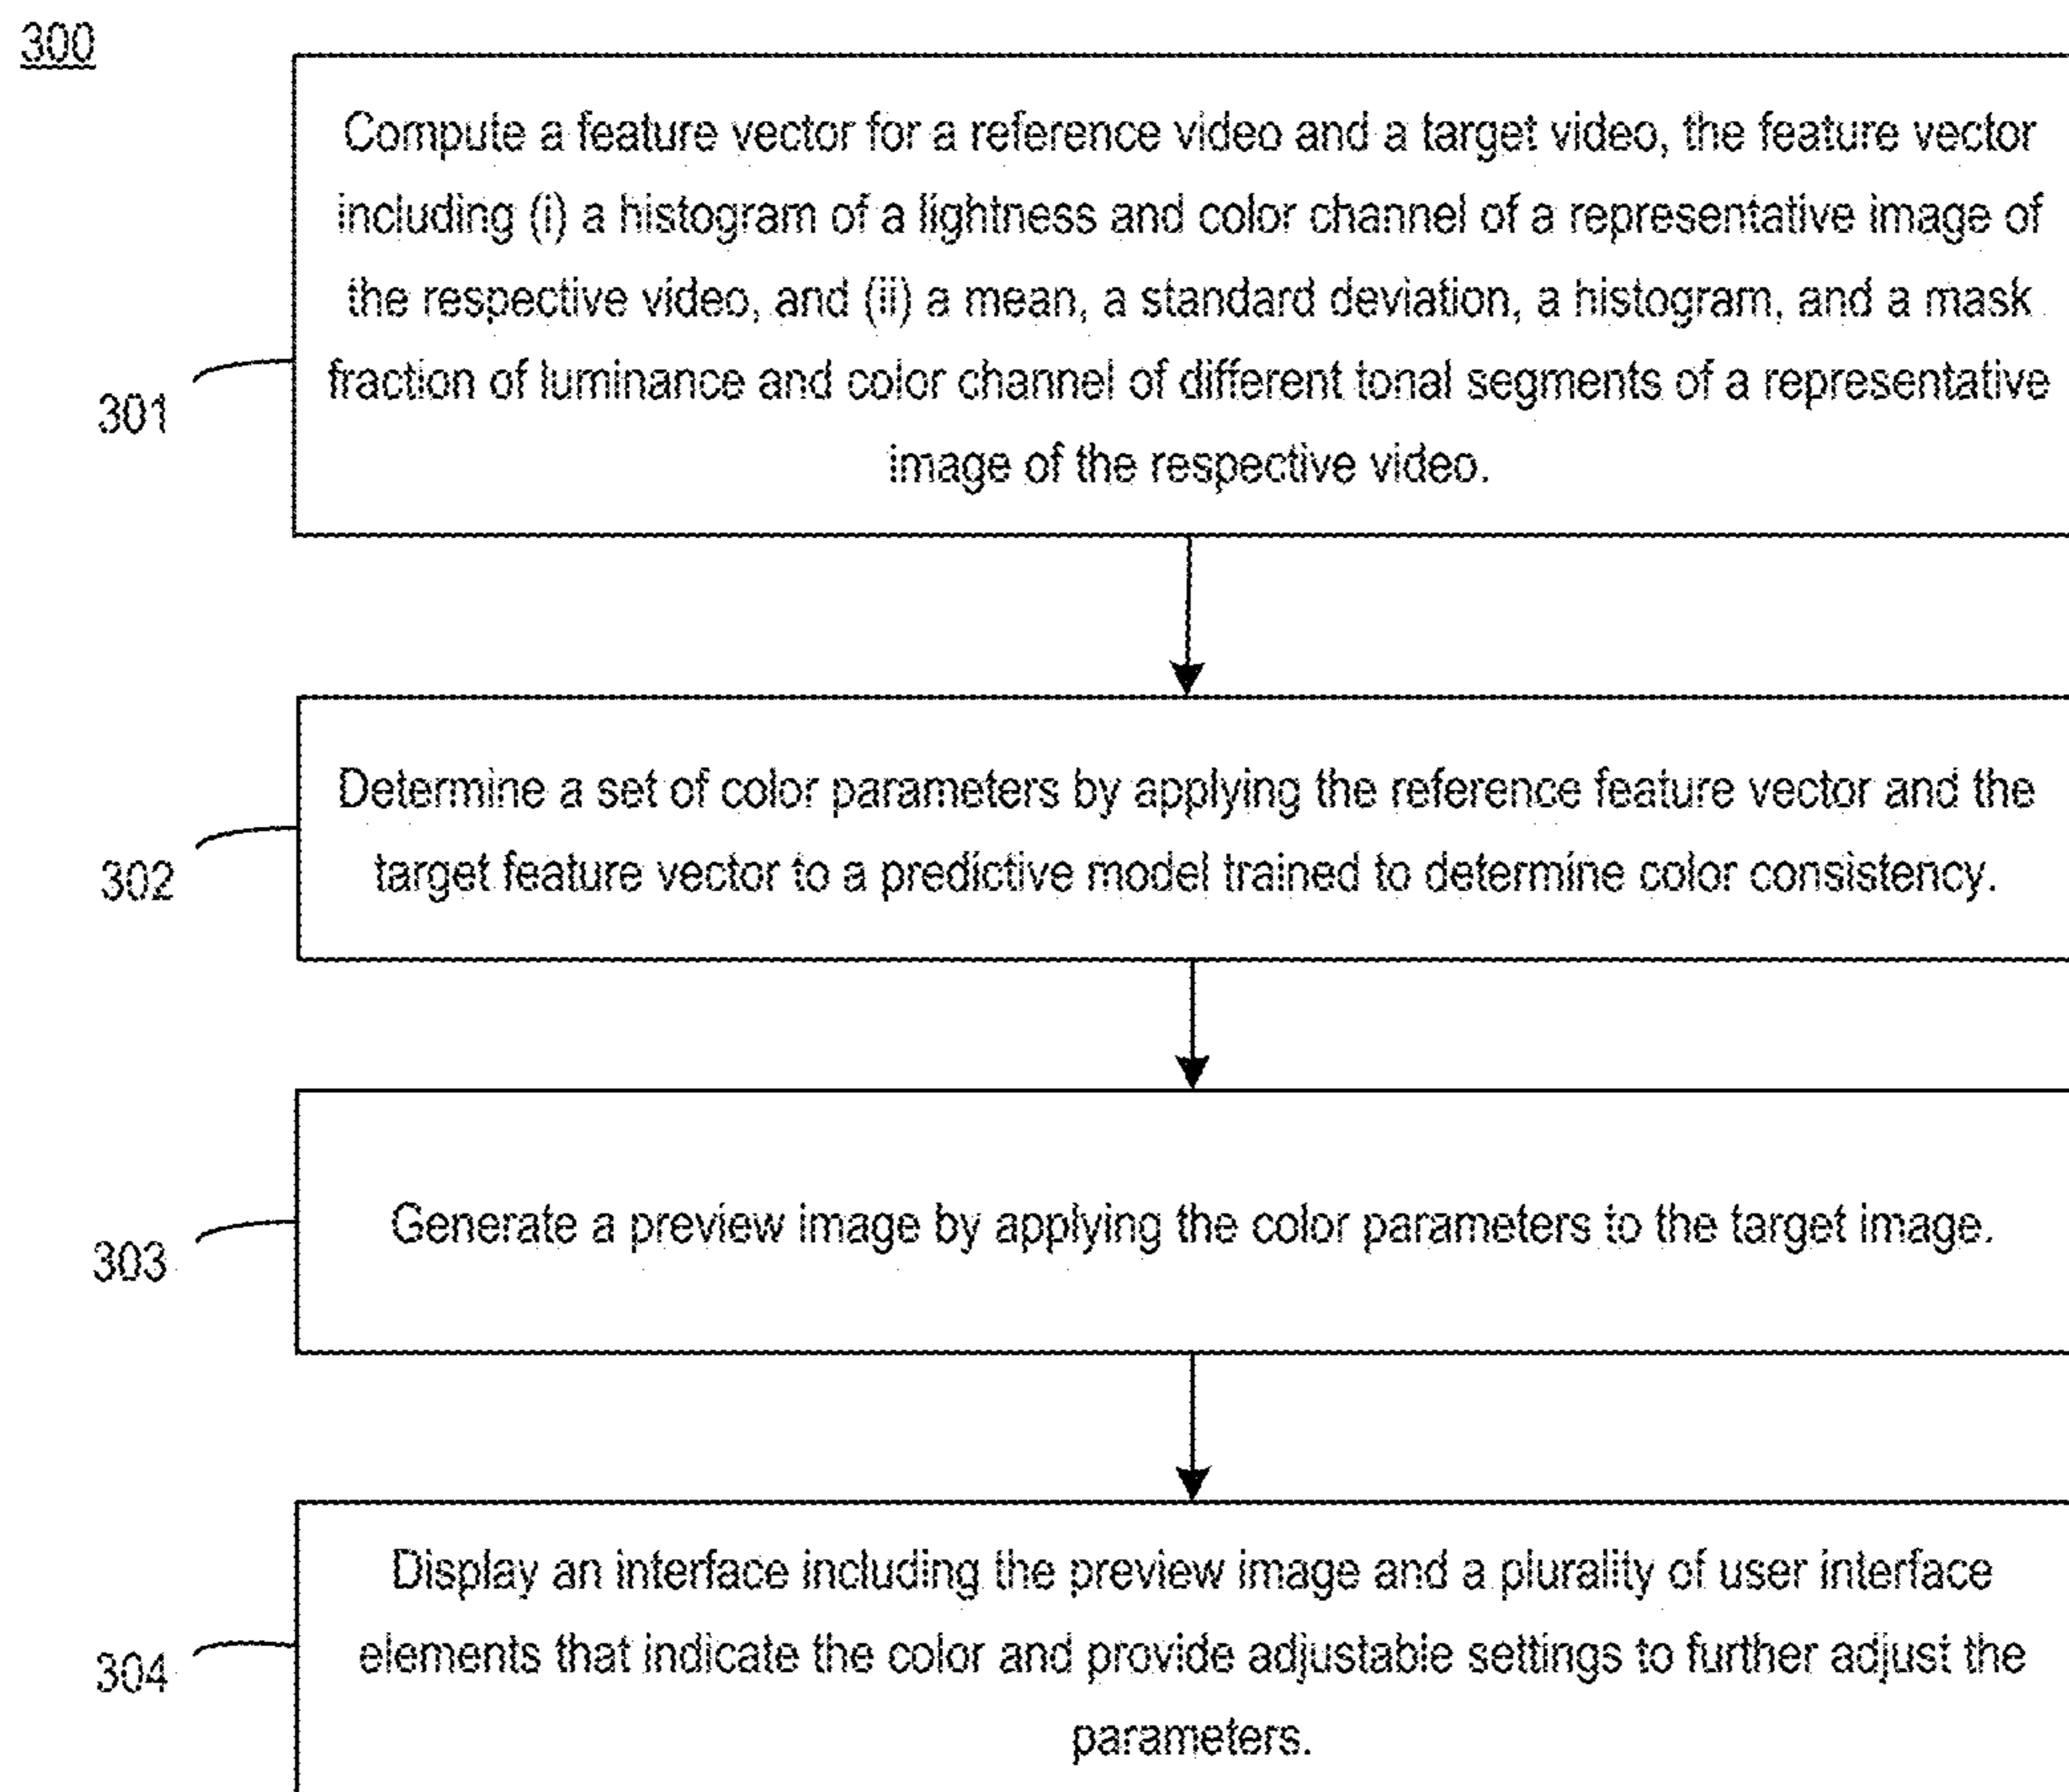 300
Compute a feature vector for a reference video and a target video, the feature vector
including (i) a histogram of a lightness and color channel of a representative image of
the respective video, and (ii) a mean, a standard deviation, a histogram, and a mask
fraction of luminance and color channel of different tonal segments of a representative
image of the respective video.
301
Determine a set of color parameters by applying the reference feature vector and the
target feature vector to a predictive model trained to determine color consistency.
302
Generate a preview image by applying the color parameters to the target image.
303
Display an interface including the preview image and a plurality of user interface
elements that indicate the color and provide adjustable settings to further adjust the
parameters.
304